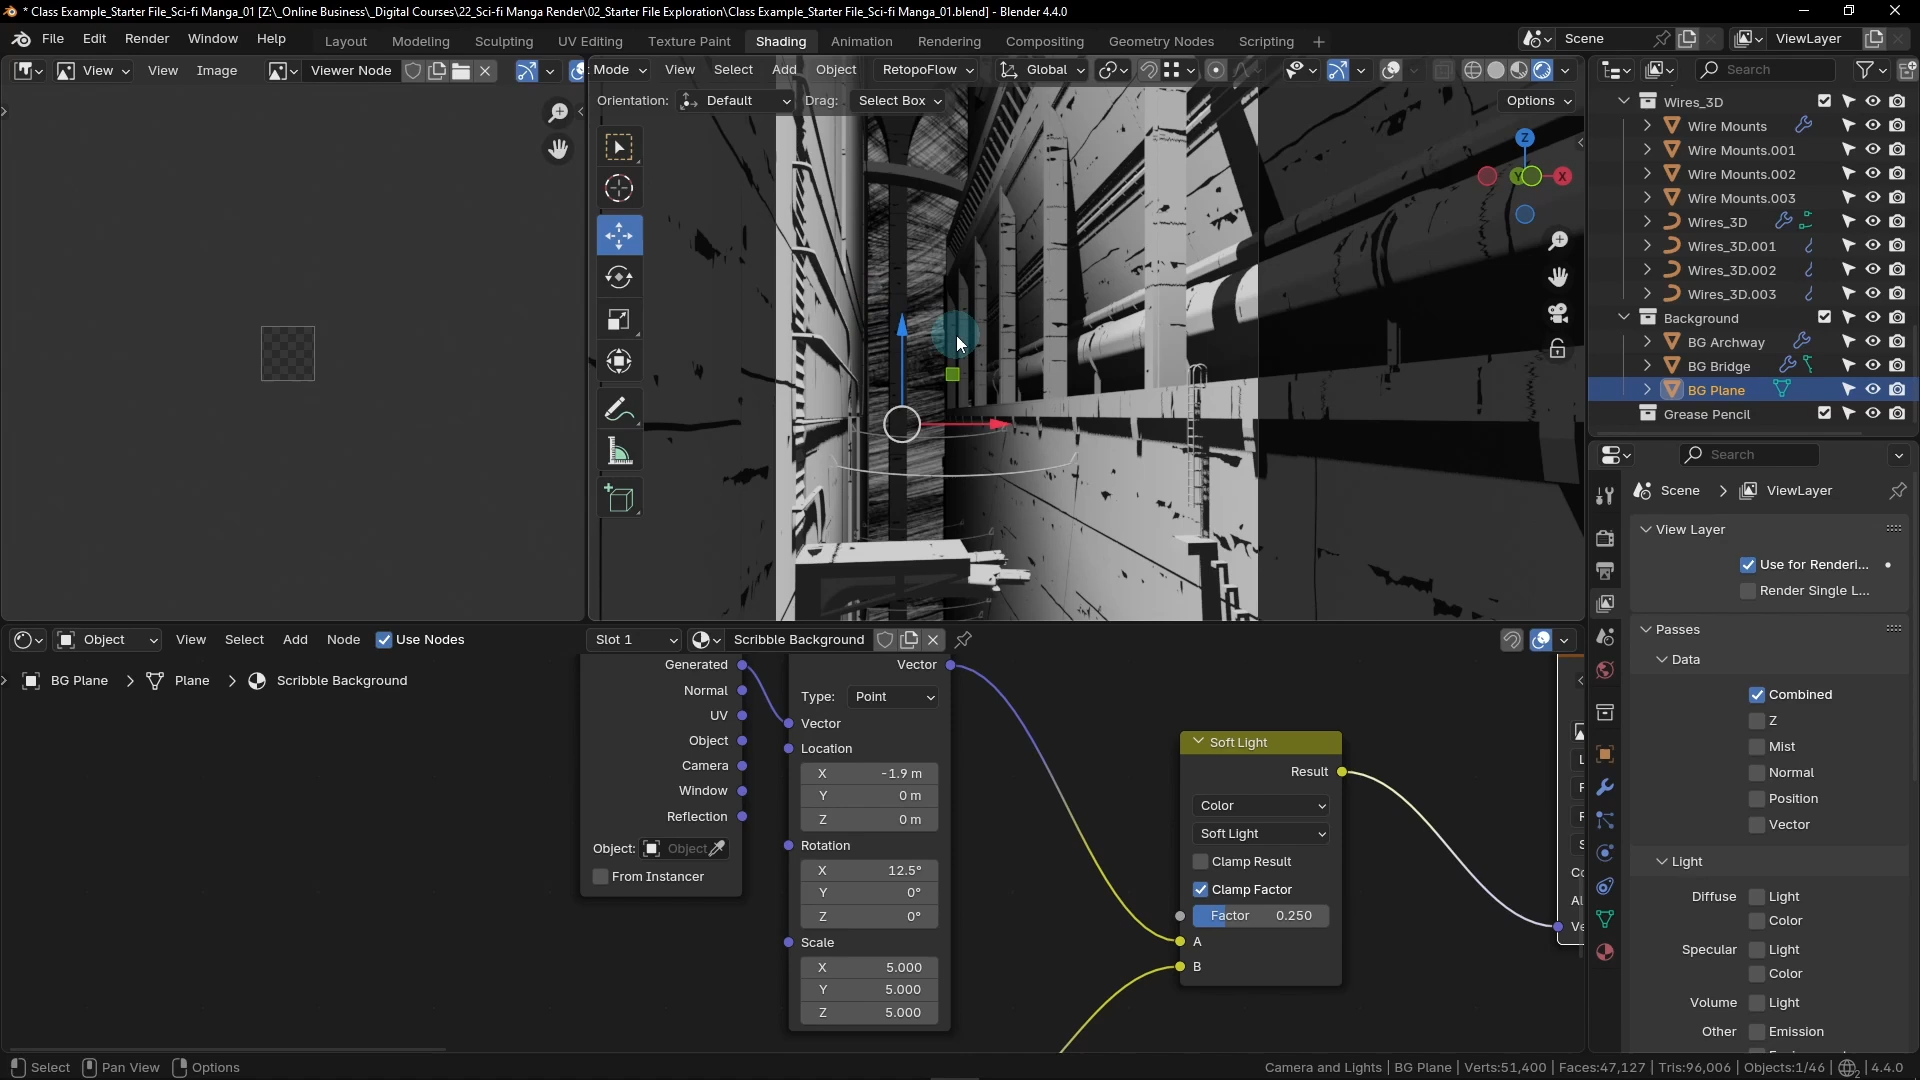 * Class Example_Starter File_Sci-fi Manga_01 [Z:\_Online Business\_Digital Courses\22_Sci-fi Manga Render\02_Starter File Exploration\Class Example_Starter File_Sci-fi Manga_01.blend] - Blender 4.4.0
File Edit Render Window Help Layout Modeling Sculpting UV Editing Texture Paint Shading Animation Rendering Compositing Geometry Nodes Scripting + Scene ViewLayer
View View Image Viewer Node Mode View Select Add Object RetopoFlow Global Search
Orientation: Default Drag: Select Box Options
Wires_3D
Wire Mounts
Wire Mounts.001
Wire Mounts.002
Wire Mounts.003
Wires_3D
Wires_3D.001
Wires_3D.002
Wires_3D.003
Background
BG Archway
BG Bridge
BG Plane
Grease Pencil
Z
Y
X
Search
Scene ViewLayer
View Layer
Use for Renderi...
Render Single L...
Passes
Data
Combined
Z
Mist
Normal
Position
Vector
Light
Diffuse Light
Color
Specular Light
Color
Volume Light
Other Emission
Object View Select Add Node Use Nodes Slot 1 Scribble Background
BG Plane Plane Scribble Background
Generated
Normal
UV
Object
Camera
Window
Reflection
Object: Object
From Instancer
Vector
Type: Point
Vector
Location
X -1.9 m
Y 0 m
Z 0 m
Rotation
X 12.5°
Y 0°
Z 0°
Scale
X 5.000
Y 5.000
Z 5.000
Soft Light
Result
Color
Soft Light
Clamp Result
Clamp Factor
Factor 0.250
A
B
Select Pan View Options Camera and Lights | BG Plane | Verts:51,400 | Faces:47,127 | Tris:96,006 | Objects:1/46 | 4.4.0